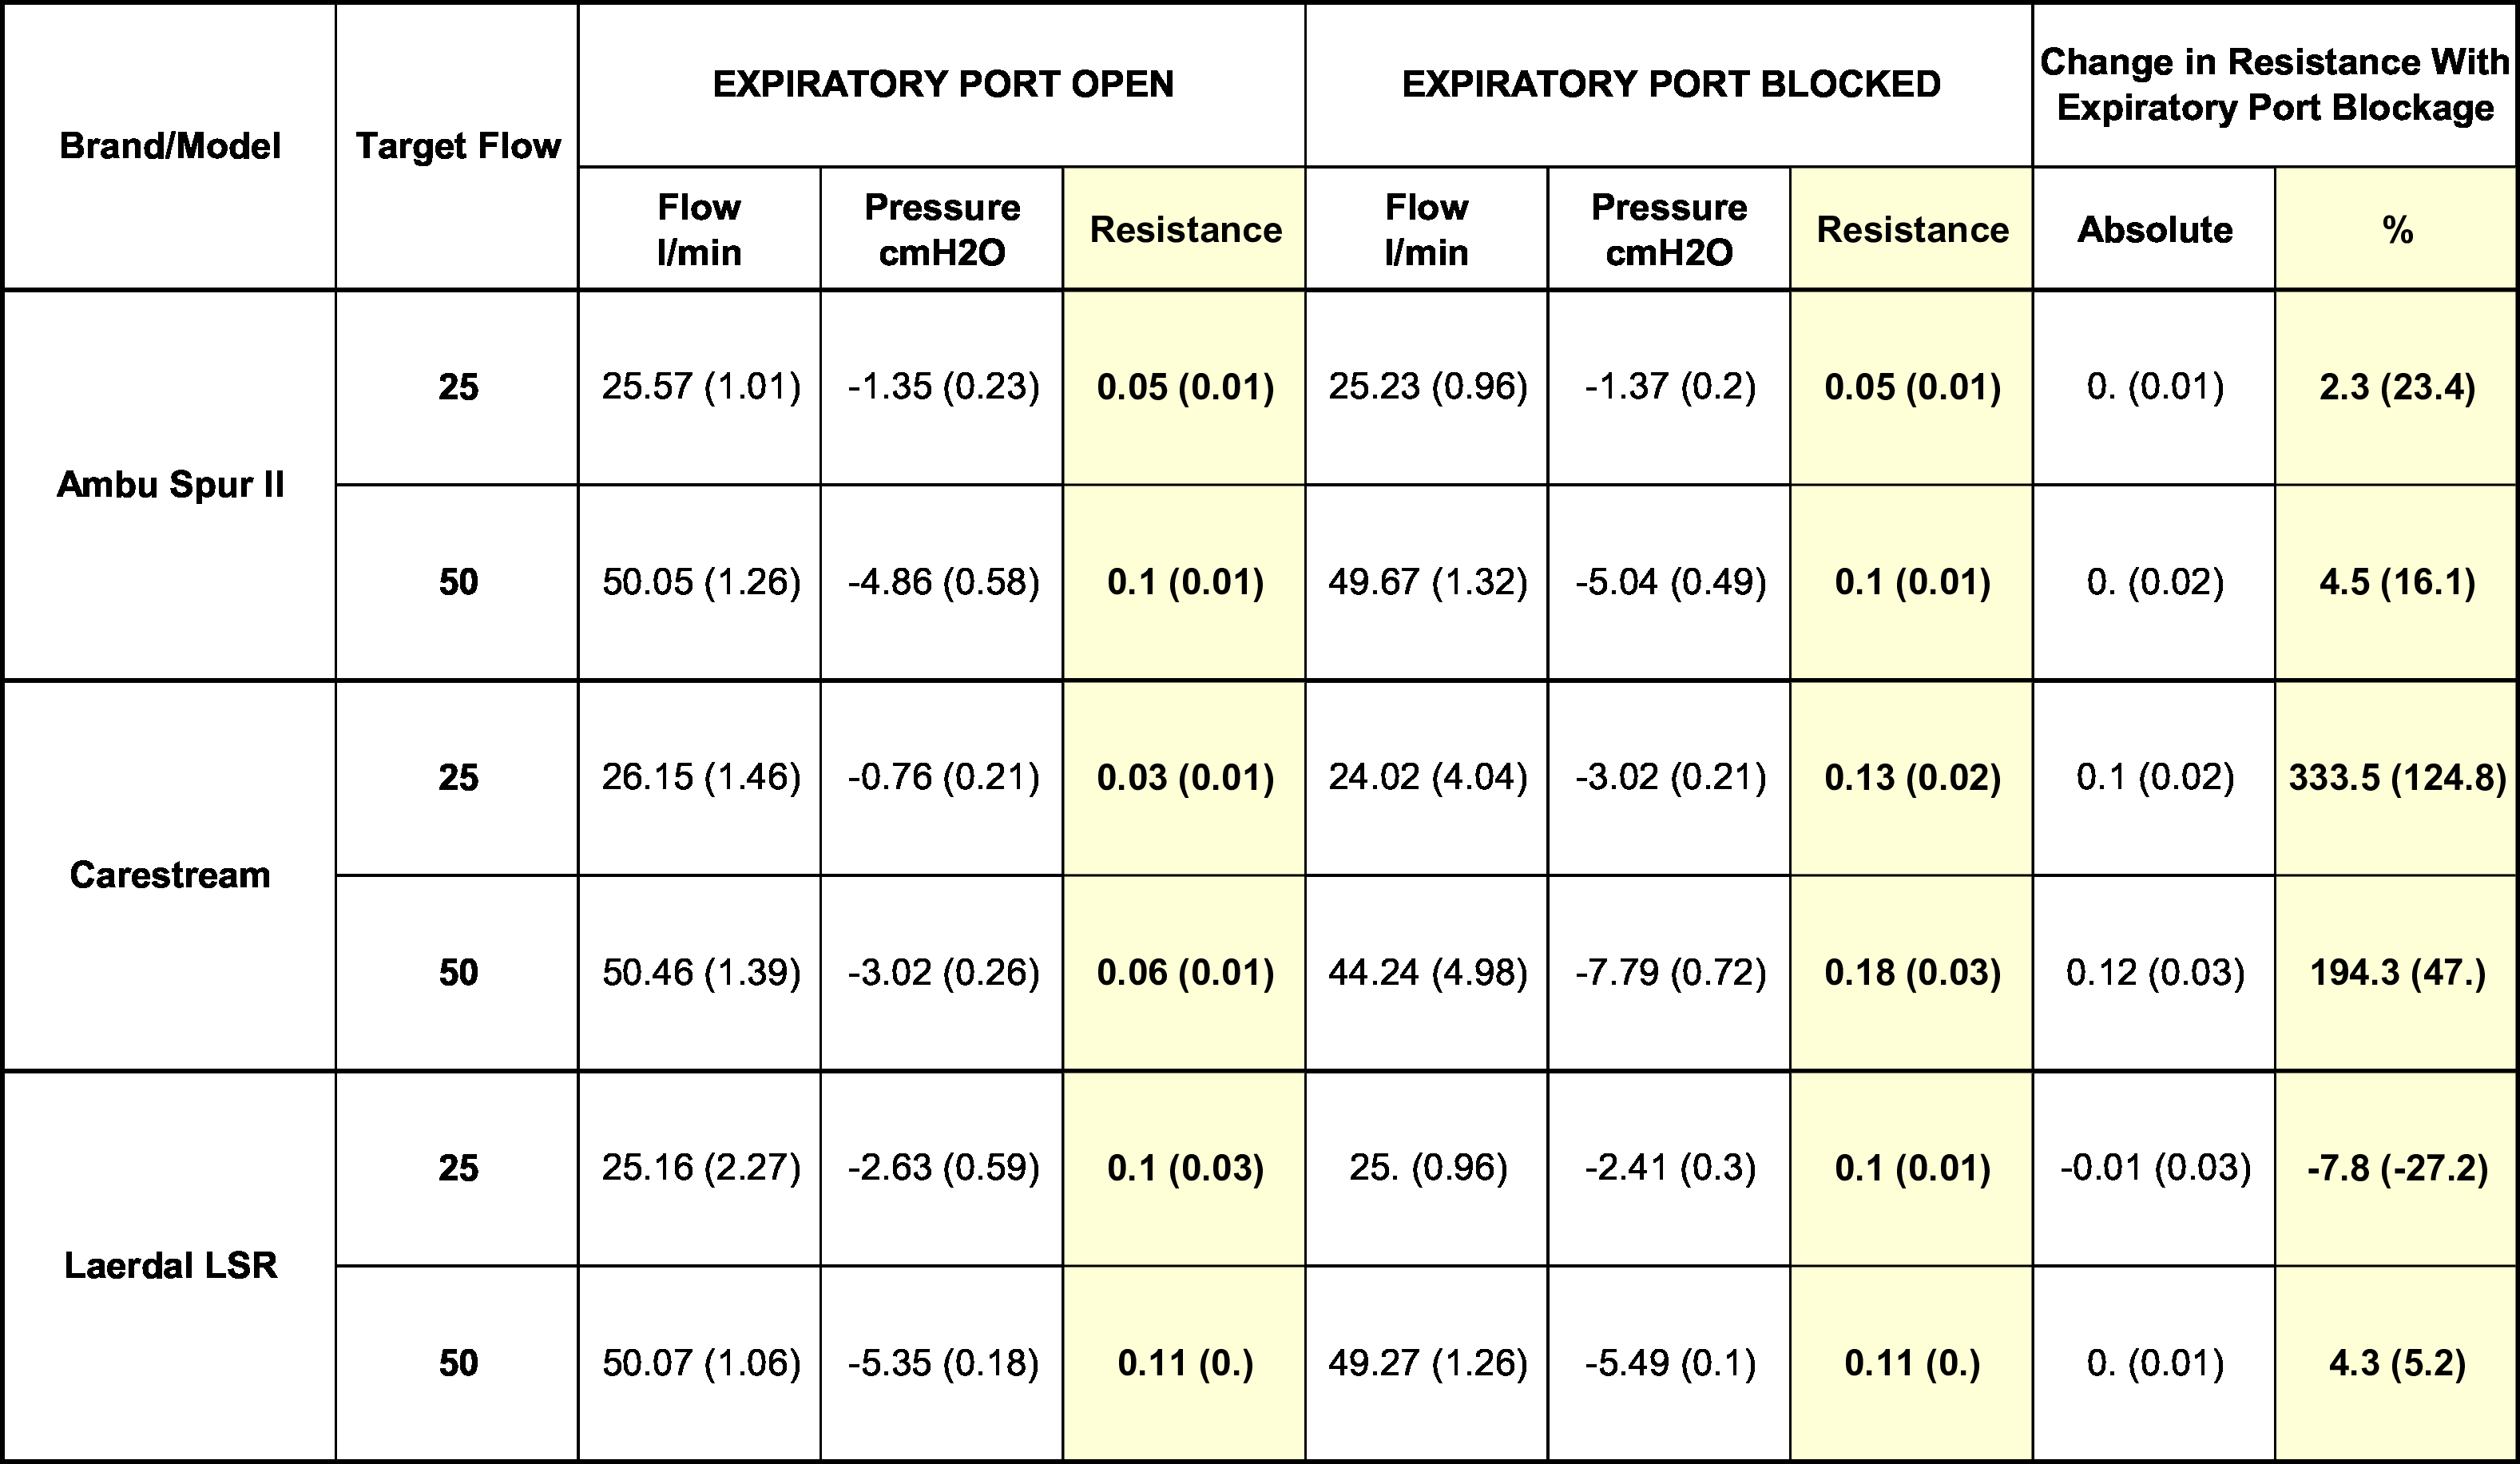 Brand/Model
Target Flow
EXPIRATORY PORT OPEN
EXPIRATORY PORT BLOCKED
Change in Resistance With
Expiratory Port Blockage
Flow
l/min
Pressure
cmH2O
Resistance
Flow
l/min
Pressure
cmH2O
Resistance
Absolute
%
Ambu Spur II
25 25.57 (1.01) -1.35 (0.23) 0.05 (0.01) 25.23 (0.96) -1.37 (0.2) 0.05 (0.01) 0. (0.01) 2.3 (23.4)
50 50.05 (1.26) -4.86 (0.58) 0.1 (0.01) 49.67 (1.32) -5.04 (0.49) 0.1 (0.01) 0. (0.02) 4.5 (16.1)
Carestream
25 26.15 (1.46) -0.76 (0.21) 0.03 (0.01) 24.02 (4.04) -3.02 (0.21) 0.13 (0.02) 0.1 (0.02) 333.5 (124.8)
50 50.46 (1.39) -3.02 (0.26) 0.06 (0.01) 44.24 (4.98) -7.79 (0.72) 0.18 (0.03) 0.12 (0.03) 194.3 (47.)
Laerdal LSR
25 25.16 (2.27) -2.63 (0.59) 0.1 (0.03) 25. (0.96) -2.41 (0.3) 0.1 (0.01) -0.01 (0.03) -7.8 (-27.2)
50 50.07 (1.06) -5.35 (0.18) 0.11 (0.) 49.27 (1.26) -5.49 (0.1) 0.11 (0.) 0. (0.01) 4.3 (5.2)